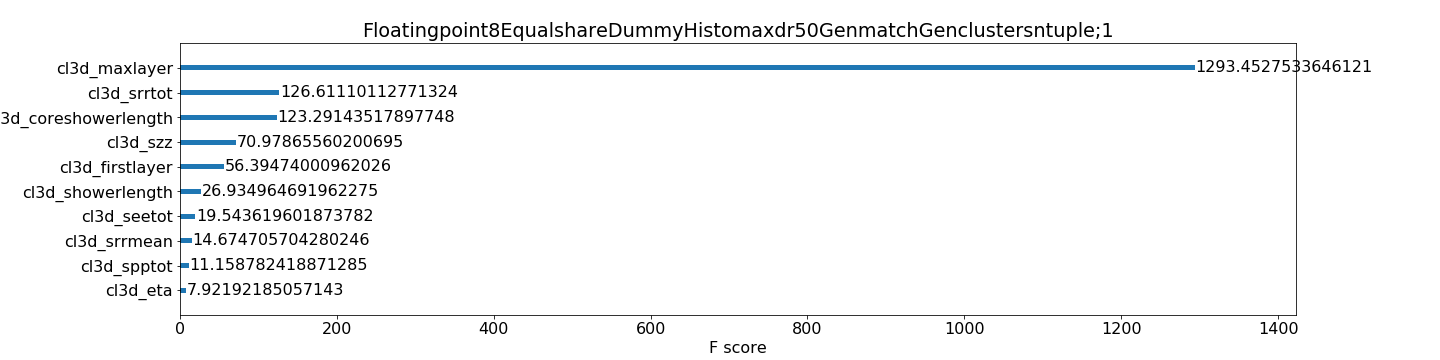 Floatingpoint8EqualshareDummyHistomaxdr50GenmatchGenclustersntuple;1
cl3d_maxlayer 1293.4527533646121
cl3d_srrtot 126.61110112771324
3d_coreshowerlength 123.29143517897748
cl3d_szz 70.97865560200695
cl3d_firstlayer 56.39474000962026
cl3d_showerlength 26.934964691962275
cl3d_seetot 19.543619601873782
cl3d_srrmean 14.674705704280246
cl3d_spptot 11.158782418871285
cl3d_eta 7.92192185057143
0 200 400 600 800 1000 1200 1400
F score